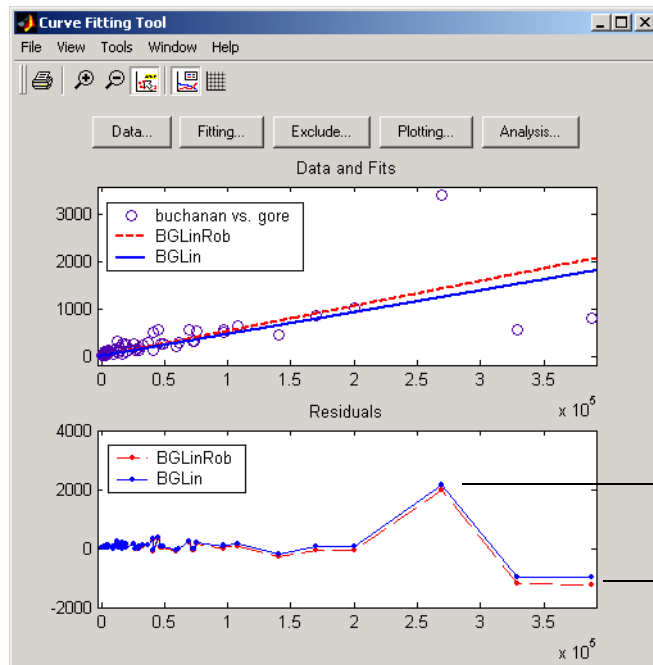 Curve Fitting Tool
File View Tools Window Help
Data... Fitting... Exclude... Plotting... Analysis...
Data and Fits
buchanan vs. gore
BGLinRob
BGLin
3000
2000
1000
0
0 0.5 1 1.5 2 2.5 3 3.5
x 10^5
Residuals
BGLinRob
BGLin
4000
2000
0
-2000
0 0.5 1 1.5 2 2.5 3 3.5
x 10^5